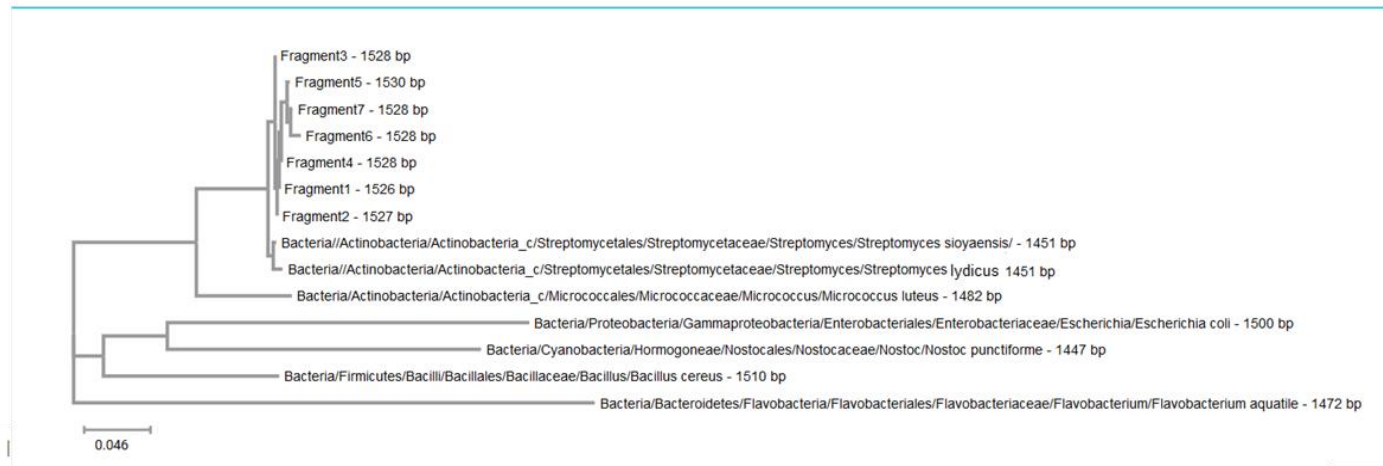 Fragment3 - 1528 bp
Fragment5 - 1530 bp
Fragment7 - 1528 bp
Fragment6 - 1528 bp
Fragment4 - 1528 bp
Fragment1 - 1526 bp
Fragment2 - 1527 bp
Bacteria//Actinobacteria/Actinobacteria_c/Streptomycetales/Streptomycetaceae/Streptomyces/Streptomyces sioyaensis/ - 1451 bp
Bacteria//Actinobacteria/Actinobacteria_c/Streptomycetales/Streptomycetaceae/Streptomyces/Streptomyces lydicus 1451 bp
Bacteria/Actinobacteria/Actinobacteria_c/Micrococcales/Micrococcaceae/Micrococcus/Micrococcus luteus - 1482 bp
Bacteria/Proteobacteria/Gammaproteobacteria/Enterobacteriales/Enterobacteriaceae/Escherichia/Escherichia coli - 1500 bp
Bacteria/Cyanobacteria/Hormogoneae/Nostocales/Nostocaceae/Nostoc/Nostoc punctiforme - 1447 bp
Bacteria/Firmicutes/Bacilli/Bacillales/Bacillaceae/Bacillus/Bacillus cereus - 1510 bp
Bacteria/Bacteroidetes/Flavobacteria/Flavobacteriales/Flavobacteriaceae/Flavobacterium/Flavobacterium aquatile - 1472 bp
0.046